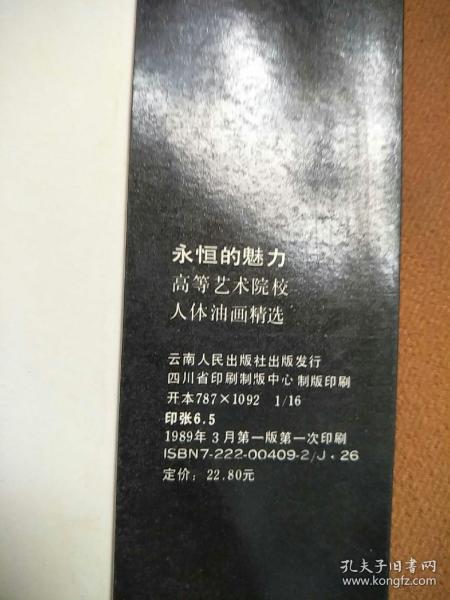 永恒的魅力
高等艺术院校
人体油画精选
云南人民出版社出版发行
四川省印刷制版中心 制版印刷
开本787×1092 1/16
印张6.5
1989年3月第一版第一次印刷
ISBN7-222-00409-2/J·26
定价：22.80元
孔夫子旧书网
www.kongfz.com